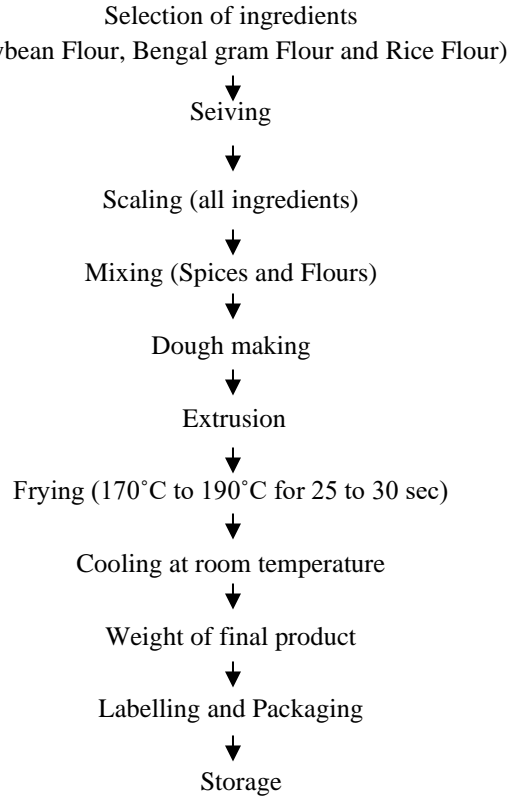 Selection of ingredients
ybean Flour, Bengal gram Flour and Rice Flour)
Seiving
Scaling (all ingredients)
Mixing (Spices and Flours)
Dough making
Extrusion
Frying (170˚C to 190˚C for 25 to 30 sec)
Cooling at room temperature
Weight of final product
Labelling and Packaging
Storage